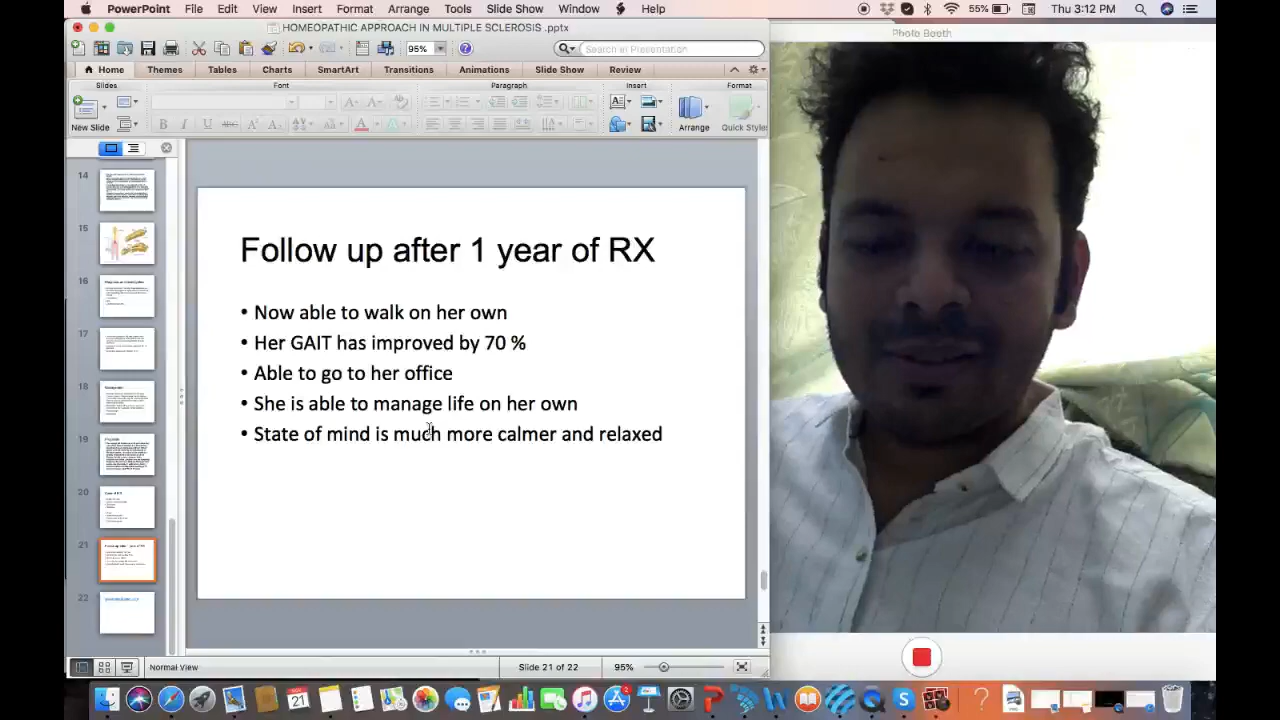 PowerPoint File Edit View Insert Format Arrange Tools Slide Show Window Help 55% Thu 3:12 PM
HOMEOPATHIC APPROACH IN MULTIPLE SCLEROSIS .pptx
Photo Booth
95% Search in Presentation
Home Themes Tables Charts SmartArt Transitions Animations Slide Show Review
Slides Font Paragraph Insert Format
New Slide Arrange Quick Styles
14
15
16
17
18
19
20
21
22
Follow up after 1 year of RX
• Now able to walk on her own
• Her GAIT has improved by 70 %
• Able to go to her office
• She is able to manage life on her own
• State of mind is much more calmer and relaxed
Normal View Slide 21 of 22 95%